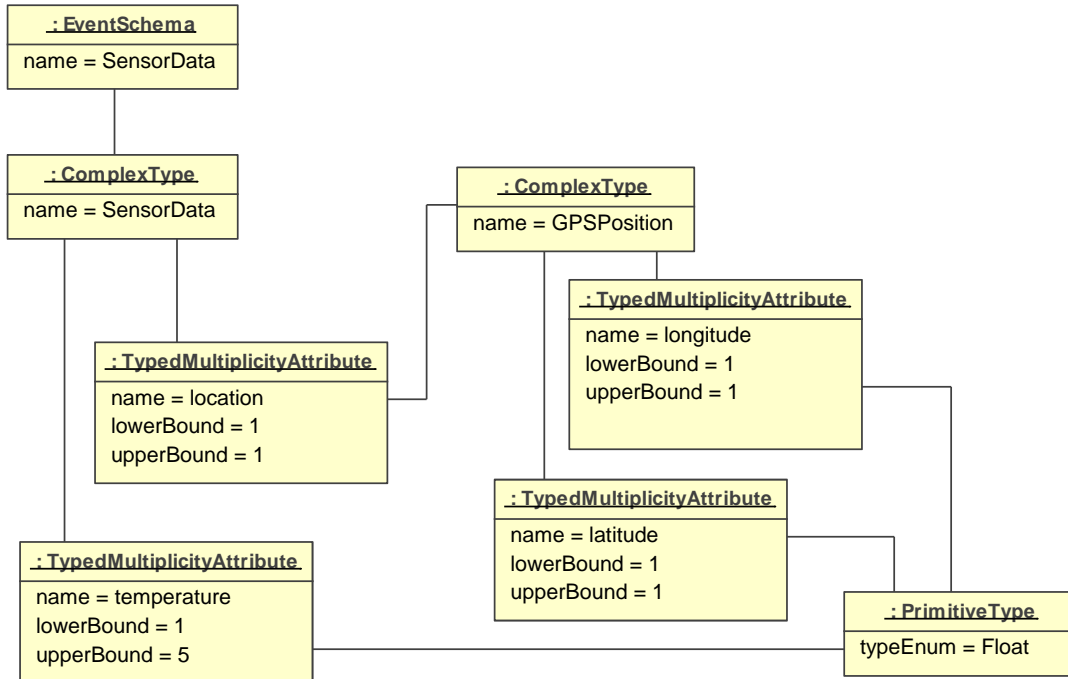 : EventSchema
name = SensorData
: ComplexType
name = SensorData
: ComplexType
name = GPSPosition
: TypedMultiplicityAttribute
name = longitude
lowerBound = 1
upperBound = 1
: TypedMultiplicityAttribute
name = location
lowerBound = 1
upperBound = 1
: TypedMultiplicityAttribute
name = latitude
lowerBound = 1
upperBound = 1
: TypedMultiplicityAttribute
name = temperature
lowerBound = 1
upperBound = 5
: PrimitiveType
typeEnum = Float